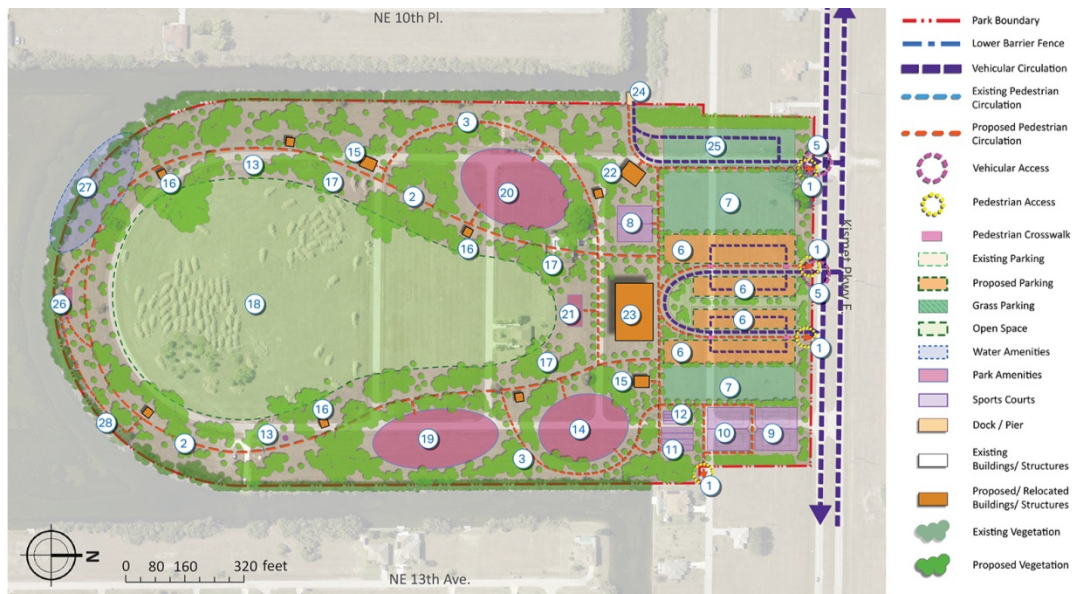 NE 10th Pl.
24
3
5
25
15
13
16
17
27
22
2
20
1
7
8
16
6
1
17
6
5
26
18
21
23
6
6
1
17
15
7
16
28
13
2
19
14
12
10
9
11
3
1
Kismet Pkwy E
N
0 80 160 320 feet
NE 13th Ave.
Park Boundary
Lower Barrier Fence
Vehicular Circulation
Existing Pedestrian
Circulation
Proposed Pedestrian
Circulation
Vehicular Access
Pedestrian Access
Pedestrian Crosswalk
Existing Parking
Proposed Parking
Grass Parking
Open Space
Water Amenities
Park Amenities
Sports Courts
Dock / Pier
Existing
Buildings/ Structures
Proposed/ Relocated
Buildings/ Structures
Existing Vegetation
Proposed Vegetation